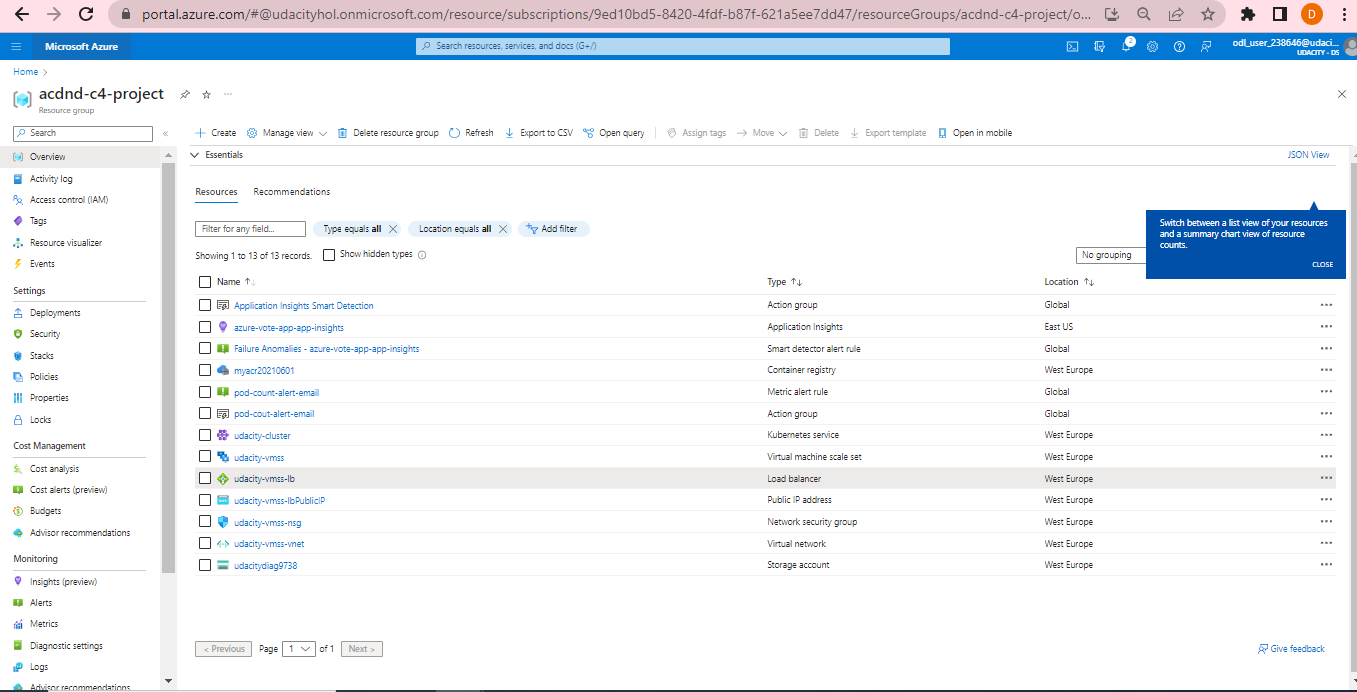 portal.azure.com/#@udacityhol.onmicrosoft.com/resource/subscriptions/9ed10bd5-8420-4fdf-b87f-621a5ee7dd47/resourceGroups/acdnd-c4-project/o...
D
Microsoft Azure
Search resources, services, and docs (G+/)
2
odl_user_238646@udaci...
UDACITY - DS
Home >
acdnd-c4-project
...
Resource group
Search
«
Create
Manage view
Delete resource group
Refresh
Export to CSV
Open query
Assign tags
Move
Delete
Export template
Open in mobile
Overview
Activity log
Access control (IAM)
Tags
Resource visualizer
Events
Settings
Deployments
Security
Stacks
Policies
Properties
Locks
Cost Management
Cost analysis
Cost alerts (preview)
Budgets
Advisor recommendations
Monitoring
Insights (preview)
Alerts
Metrics
Diagnostic settings
Logs
Advisor recommendations
Essentials
JSON View
Resources
Recommendations
Filter for any field...
Type equals all
Location equals all
Add filter
Showing 1 to 13 of 13 records.
Show hidden types
No grouping
Switch between a list view of your resources
and a summary chart view of resource
counts.
CLOSE
Name Type Location
Application Insights Smart Detection Action group Global
azure-vote-app-app-insights Application Insights East US
Failure Anomalies - azure-vote-app-app-insights Smart detector alert rule Global
myacr20210601 Container registry West Europe
pod-count-alert-email Metric alert rule Global
pod-cout-alert-email Action group Global
udacity-cluster Kubernetes service West Europe
udacity-vmss Virtual machine scale set West Europe
udacity-vmss-lb Load balancer West Europe
udacity-vmss-lbPublicIP Public IP address West Europe
udacity-vmss-nsg Network security group West Europe
udacity-vmss-vnet Virtual network West Europe
udacitydiag9738 Storage account West Europe
< Previous Page 1 of 1 Next >
Give feedback